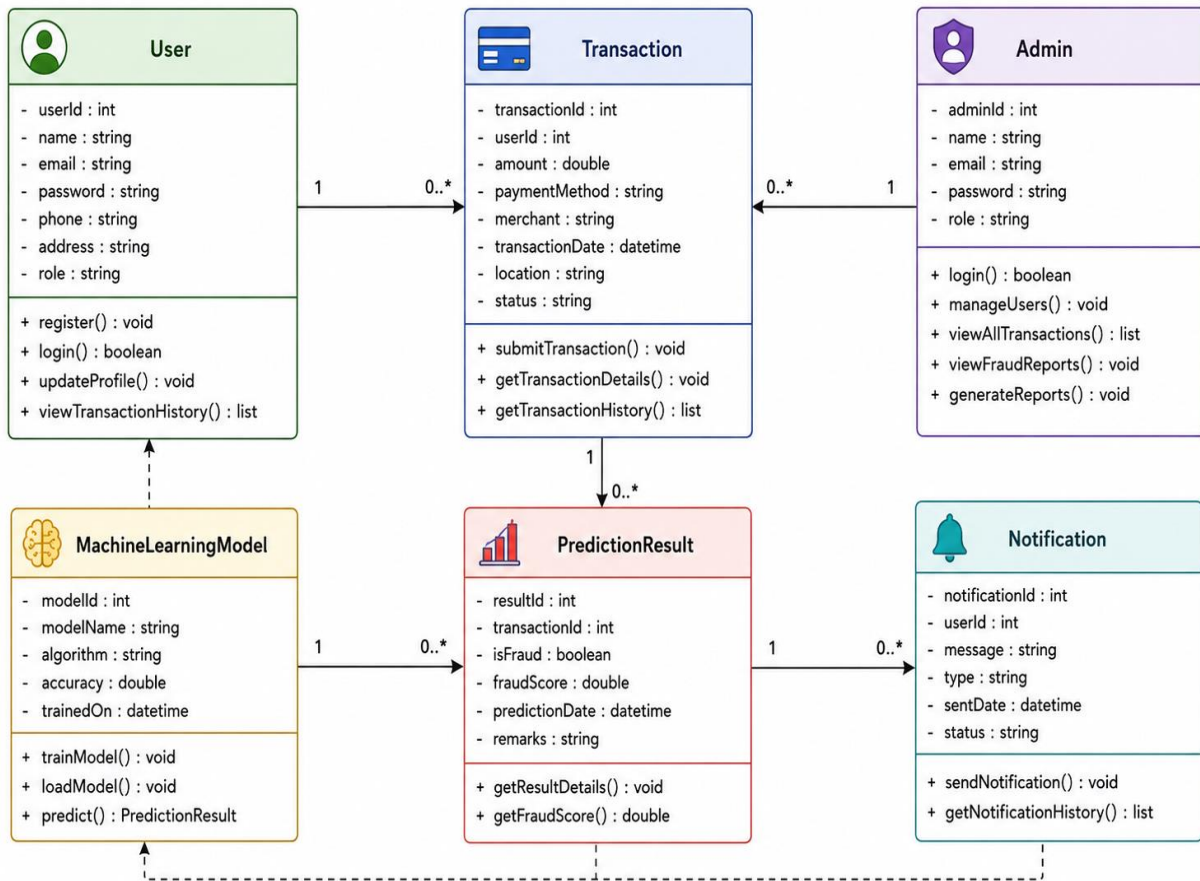 User
- userId : int
- name : string
- email : string
- password : string
- phone : string
- address : string
- role : string
+ register() : void
+ login() : boolean
+ updateProfile() : void
+ viewTransactionHistory() : list
1
0..*
Transaction
- transactionId : int
- userId : int
- amount : double
- paymentMethod : string
- merchant : string
- transactionDate : datetime
- location : string
- status : string
+ submitTransaction() : void
+ getTransactionDetails() : void
+ getTransactionHistory() : list
0..*
1
Admin
- adminId : int
- name : string
- email : string
- password : string
- role : string
+ login() : boolean
+ manageUsers() : void
+ viewAllTransactions() : list
+ viewFraudReports() : void
+ generateReports() : void
1
0..*
MachineLearningModel
- modelId : int
- modelName : string
- algorithm : string
- accuracy : double
- trainedOn : datetime
+ trainModel() : void
+ loadModel() : void
+ predict() : PredictionResult
1
0..*
PredictionResult
- resultId : int
- transactionId : int
- isFraud : boolean
- fraudScore : double
- predictionDate : datetime
- remarks : string
+ getResultDetails() : void
+ getFraudScore() : double
1
0..*
Notification
- notificationId : int
- userId : int
- message : string
- type : string
- sentDate : datetime
- status : string
+ sendNotification() : void
+ getNotificationHistory() : list